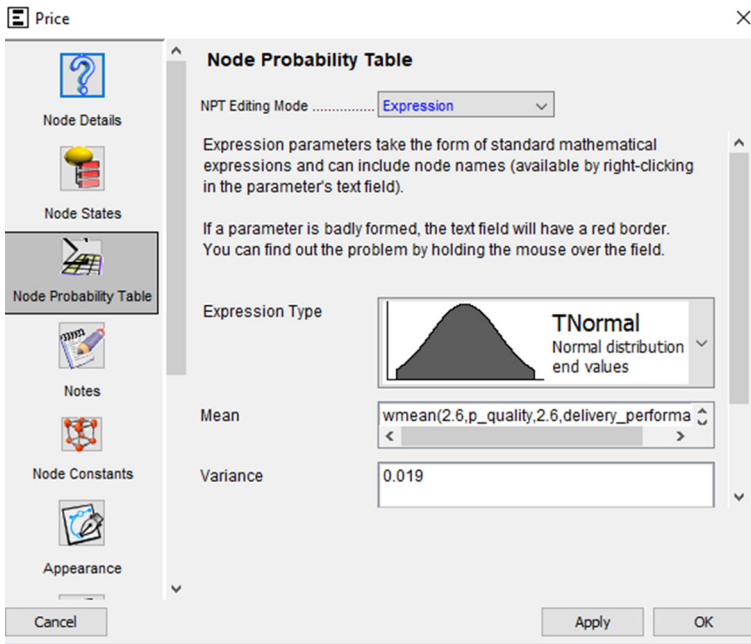 Price
Node Probability Table
NPT Editing Mode ............... Expression
Expression parameters take the form of standard mathematical
expressions and can include node names (available by right-clicking
in the parameter's text field).
If a parameter is badly formed, the text field will have a red border.
You can find out the problem by holding the mouse over the field.
Node Details
Node States
Node Probability Table
Notes
Node Constants
Appearance
Expression Type
TNormal
Normal distribution
end values
Mean
wmean(2.6,p_quality,2.6,delivery_performa
Variance
0.019
Cancel
Apply
OK